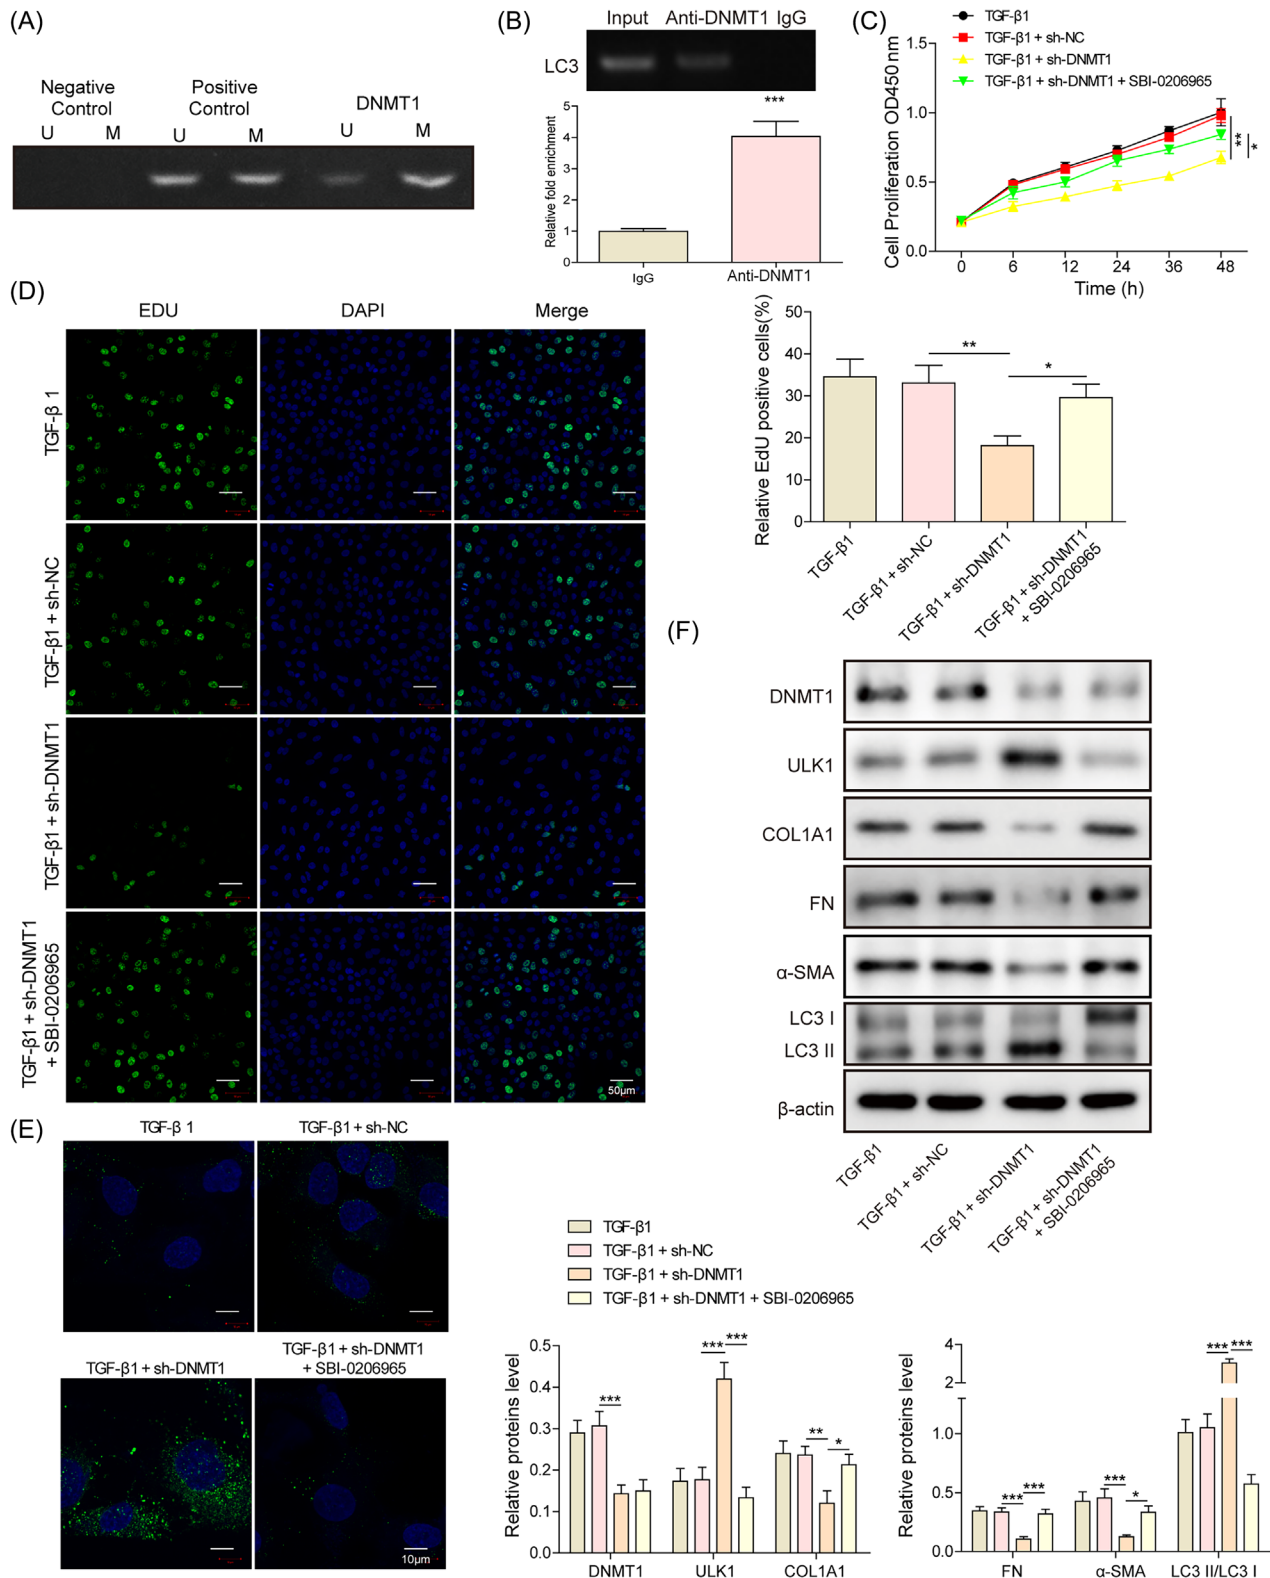 (A)
Negative Control
Positive Control
DNMT1
U M U M U M
(B)
Input Anti-DNMT1 IgG
LC3
***
Relative fold enrichment
5
4
3
2
1
0
IgG
Anti-DNMT1
(C)
TGF-β1
TGF-β1 + sh-NC
TGF-β1 + sh-DNMT1
TGF-β1 + sh-DNMT1 + SBI-0206965
Cell Proliferation OD450nm
1.5
1.0
0.5
0.0
**
*
0 6 12 24 36 48
Time (h)
(D)
EDU DAPI Merge
TGF-β 1
TGF-β1 + sh-NC
TGF-β1 + sh-DNMT1
TGF-β1 + sh-DNMT1
+ SBI-0206965
50μm
Relative EdU positive cells(%)
50
40
30
20
10
0
**
*
TGF-β1
TGF-β1 + sh-NC
TGF-β1 + sh-DNMT1
TGF-β1 + sh-DNMT1
+ SBI-0206965
(E)
TGF-β 1
TGF-β1 + sh-NC
TGF-β1 + sh-DNMT1
TGF-β1 + sh-DNMT1
+ SBI-0206965
10μm
(F)
DNMT1
ULK1
COL1A1
FN
α-SMA
LC3 I
LC3 II
β-actin
TGF-β1
TGF-β1 + sh-NC
TGF-β1 + sh-DNMT1
TGF-β1 + sh-DNMT1
+ SBI-0206965
TGF-β1
TGF-β1 + sh-NC
TGF-β1 + sh-DNMT1
TGF-β1 + sh-DNMT1 + SBI-0206965
Relative proteins level
0.5
0.4
0.3
0.2
0.1
0.0
***
*** ***
** *
DNMT1 ULK1 COL1A1
Relative proteins level
4
2
1.0
0.5
0.0
*** ***
*** *
*** ***
FN α-SMA LC3 II/LC3 I